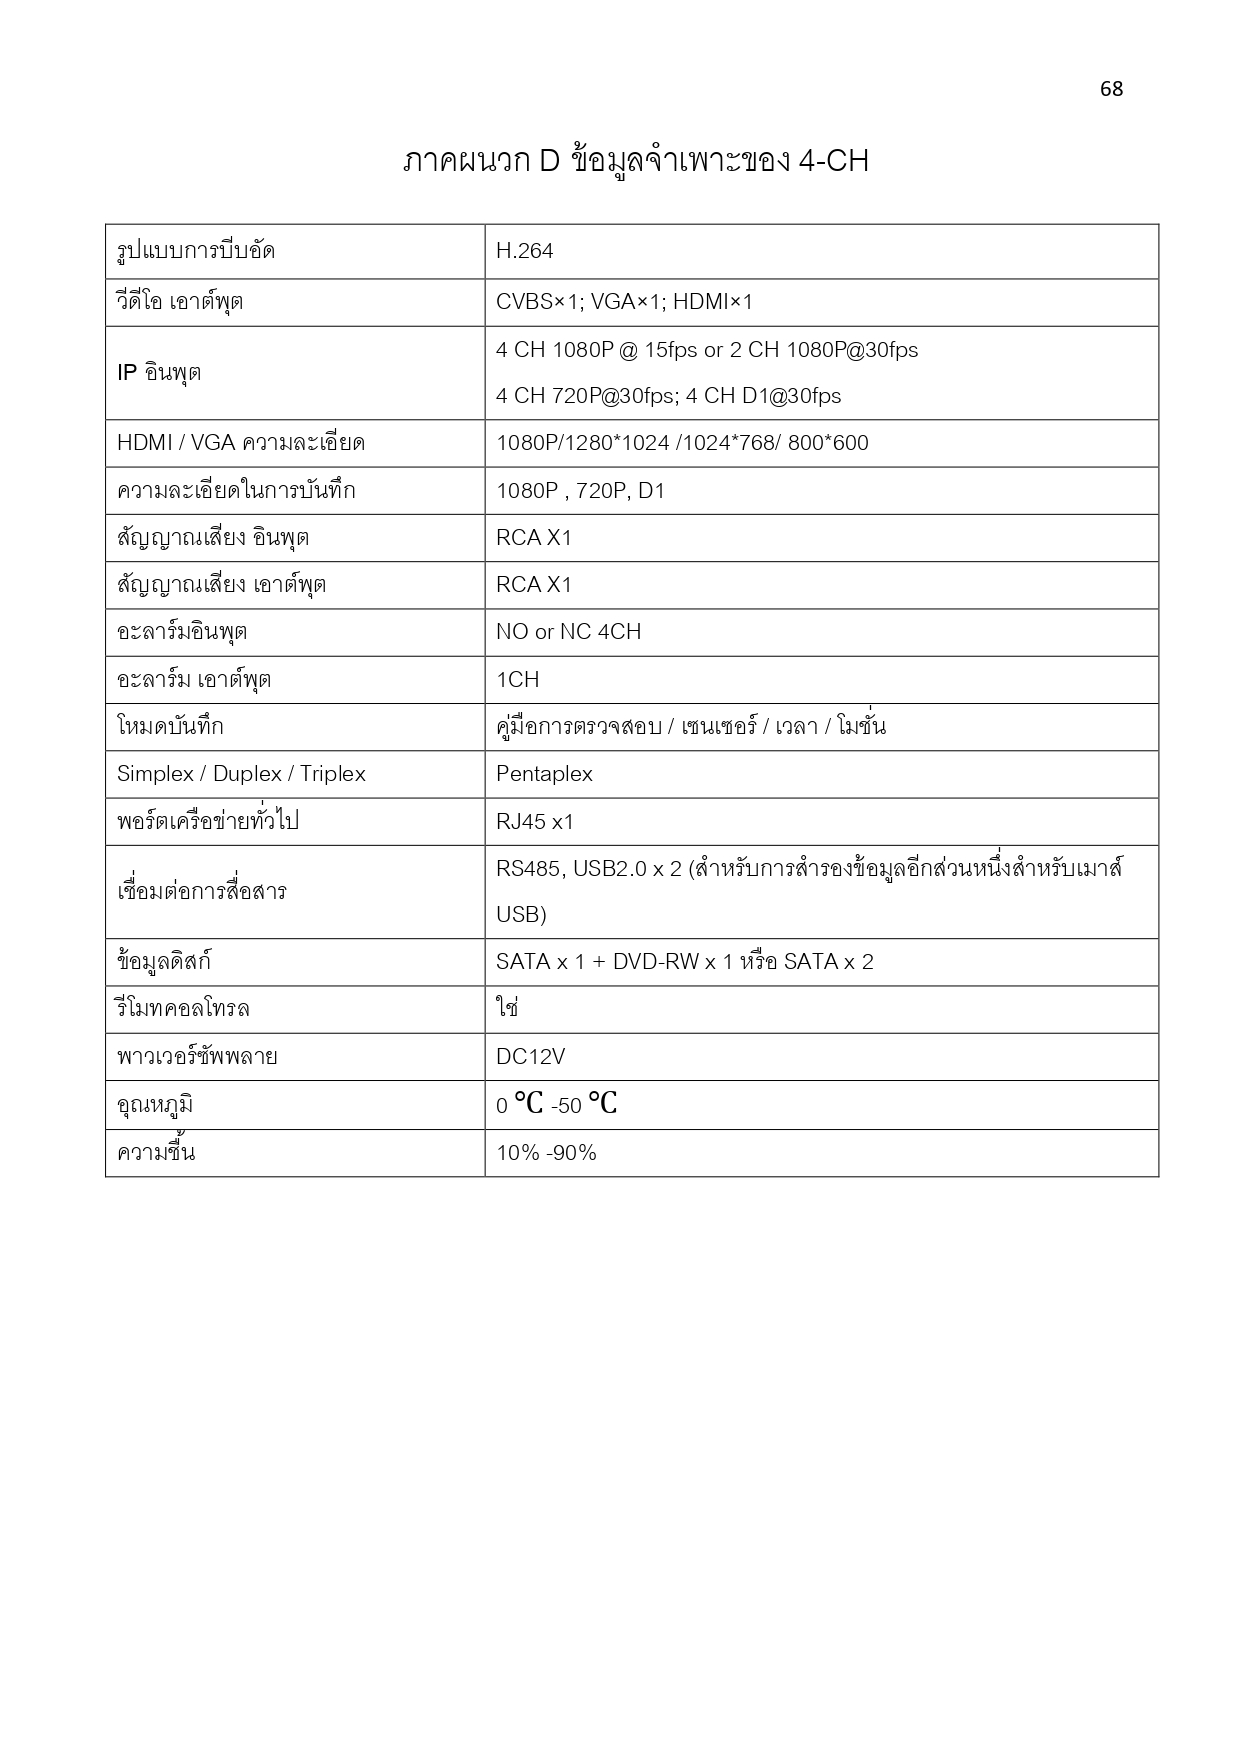 68
ภาคผนวก D ข้อมูลจำเพาะของ 4-CH
รูปแบบการบีบอัด H.264
วีดีโอ เอาต์พุต CVBS×1; VGA×1; HDMI×1
IP อินพุต
4 CH 1080P @ 15fps or 2 CH 1080P@30fps
4 CH 720P@30fps; 4 CH D1@30fps
HDMI / VGA ความละเอียด 1080P/1280*1024 /1024*768/ 800*600
ความละเอียดในการบันทึก 1080P , 720P, D1
สัญญาณเสียง อินพุต RCA X1
สัญญาณเสียง เอาต์พุต RCA X1
อะลาร์มอินพุต NO or NC 4CH
อะลาร์ม เอาต์พุต 1CH
โหมดบันทึก คู่มือการตรวจสอบ / เซนเซอร์ / เวลา / โมชั่น
Simplex / Duplex / Triplex Pentaplex
พอร์ตเครือข่ายทั่วไป RJ45 x1
เชื่อมต่อการสื่อสาร
RS485, USB2.0 x 2 (สำหรับการสำรองข้อมูลอีกส่วนหนึ่งสำหรับเมาส์
USB)
ข้อมูลดิสก์ SATA x 1 + DVD-RW x 1 หรือ SATA x 2
รีโมทคอลโทรล ใช่
พาวเวอร์ซัพพลาย DC12V
อุณหภูมิ 0 ℃ -50 ℃
ความชื้น 10% -90%